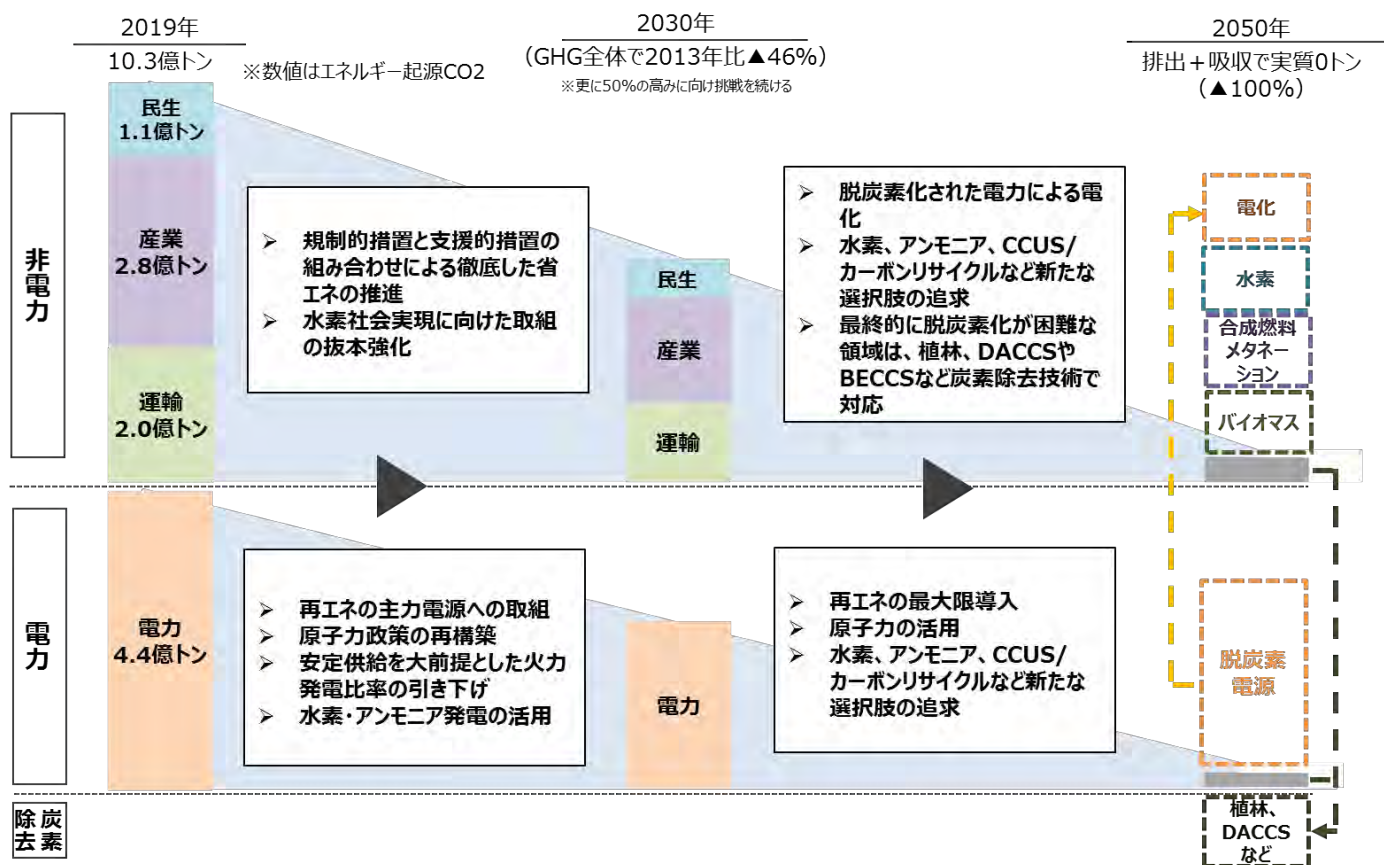 2019年
10.3億トン
※数値はエネルギー起源CO2
2030年
（GHG全体で2013年比▲46%）
※更に50%の高みに向け挑戦を続ける
2050年
排出＋吸収で実質0トン
（▲100%）
非電力
民生
1.1億トン
産業
2.8億トン
運輸
2.0億トン
➢ 規制的措置と支援的措置の
組み合わせによる徹底した省
エネの推進
➢ 水素社会実現に向けた取組
の抜本強化
民生
産業
運輸
➢ 脱炭素化された電力による電
化
➢ 水素、アンモニア、CCUS/
カーボンリサイクルなど新たな
選択肢の追求
➢ 最終的に脱炭素化が困難な
領域は、植林、DACCSや
BECCSなど炭素除去技術で
対応
電化
水素
合成燃料
メタネー
ション
バイオマス
電力
電力
4.4億トン
➢ 再エネの主力電源への取組
➢ 原子力政策の再構築
➢ 安定供給を大前提とした火力
発電比率の引き下げ
➢ 水素・アンモニア発電の活用
電力
➢ 再エネの最大限導入
➢ 原子力の活用
➢ 水素、アンモニア、CCUS/
カーボンリサイクルなど新たな
選択肢の追求
脱炭素
電源
炭素除去
植林、
DACCS
など